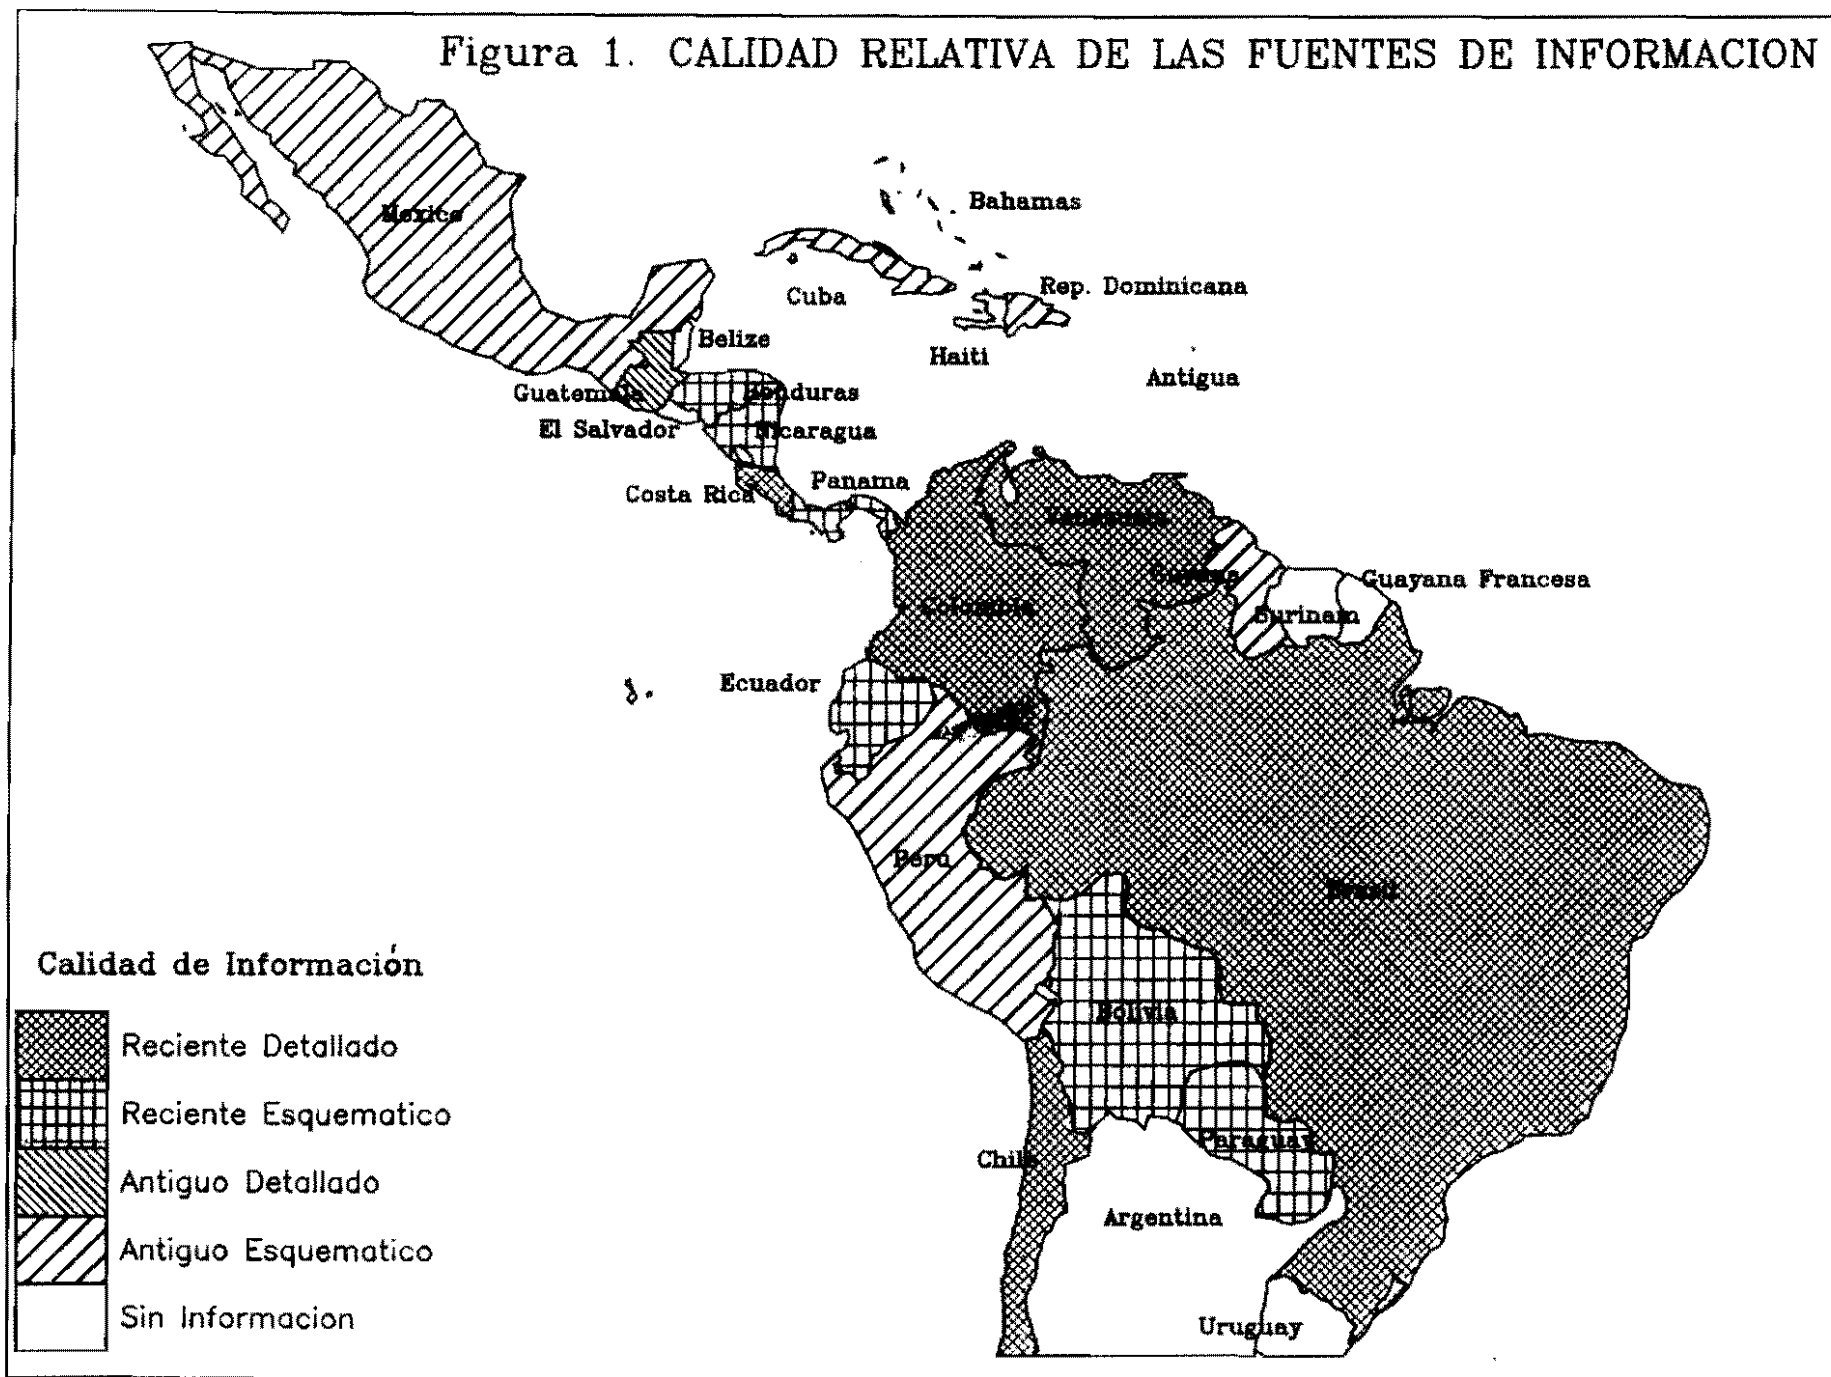 Figura 1. CALIDAD RELATIVA DE LAS FUENTES DE INFORMACION
Bahamas
Mexico
Rep. Dominicana
Cuba
Belize
Haiti
Antigua
Guatemala
Honduras
El Salvador
Nicaragua
Panama
Costa Rica
Venezuela
Guyana
Guayana Francesa
Colombia
Surinam
Ecuador
Peru
Brasil
Calidad de Información
Bolivia
Reciente Detallado
Reciente Esquematico
Paraguay
Chile
Antiguo Detallado
Argentina
Antiguo Esquematico
Sin Informacion
Uruguay